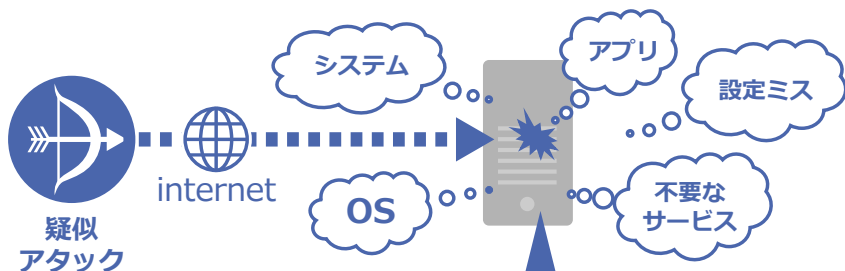 システム
アプリ
設定ミス
internet
OS
不要な
サービス
疑似
アタック